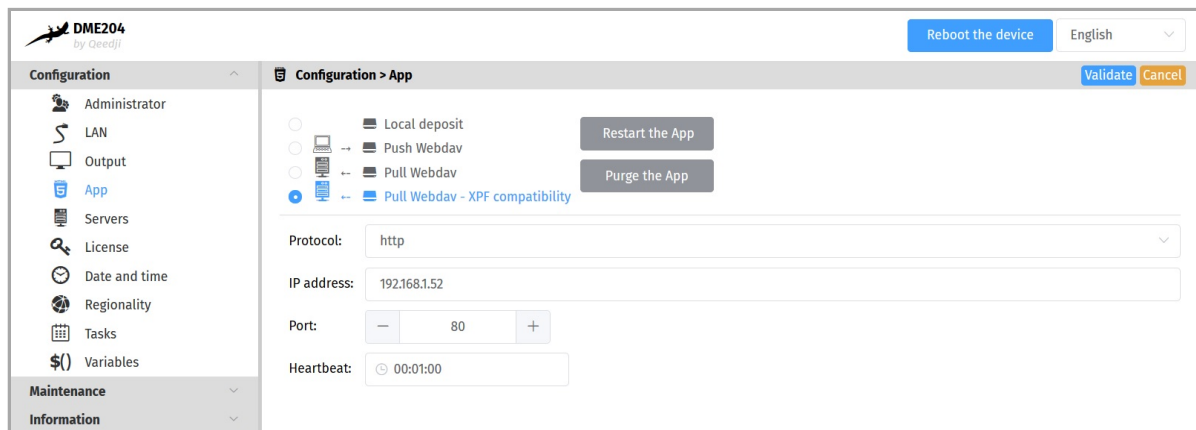 DME204
by Qeedji
Reboot the device
English
Configuration
Administrator
LAN
Output
App
Servers
License
Date and time
Regionality
Tasks
$() Variables
Maintenance
Information
Configuration > App
Validate Cancel
Local deposit
Push Webdav
Pull Webdav
Pull Webdav - XPF compatibility
Restart the App
Purge the App
Protocol: http
IP address: 192.168.1.52
Port: — 80 +
Heartbeat: 00:01:00